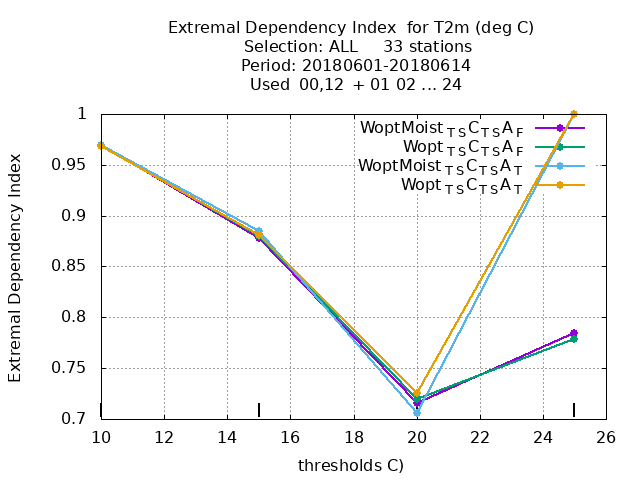 Extremal Dependency Index  for T2m (deg C)
Selection: ALL     33 stations
Period: 20180601-20180614
Used  00,12  + 01 02 ... 24
Extremal Dependency Index
1
0.95
0.9
0.85
0.8
0.75
0.7
WoptMoist TS C TS A F
Wopt TS C TS A F
WoptMoist TS C TS A T
Wopt TS C TS A T
10 12 14 16 18 20 22 24 26
thresholds C)